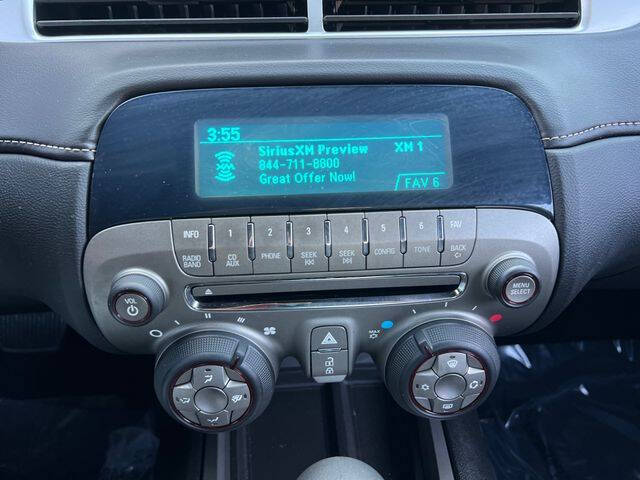 3:55
SiriusXM Preview XM 1
844-711-8800
Great Offer Now!
XM
FAV 6
INFO 1 2 3 4 5 6 FAV
RADIO BAND CD AUX PHONE SEEK SEEK CONFIG TONE BACK
VOL
MENU SELECT
MAX